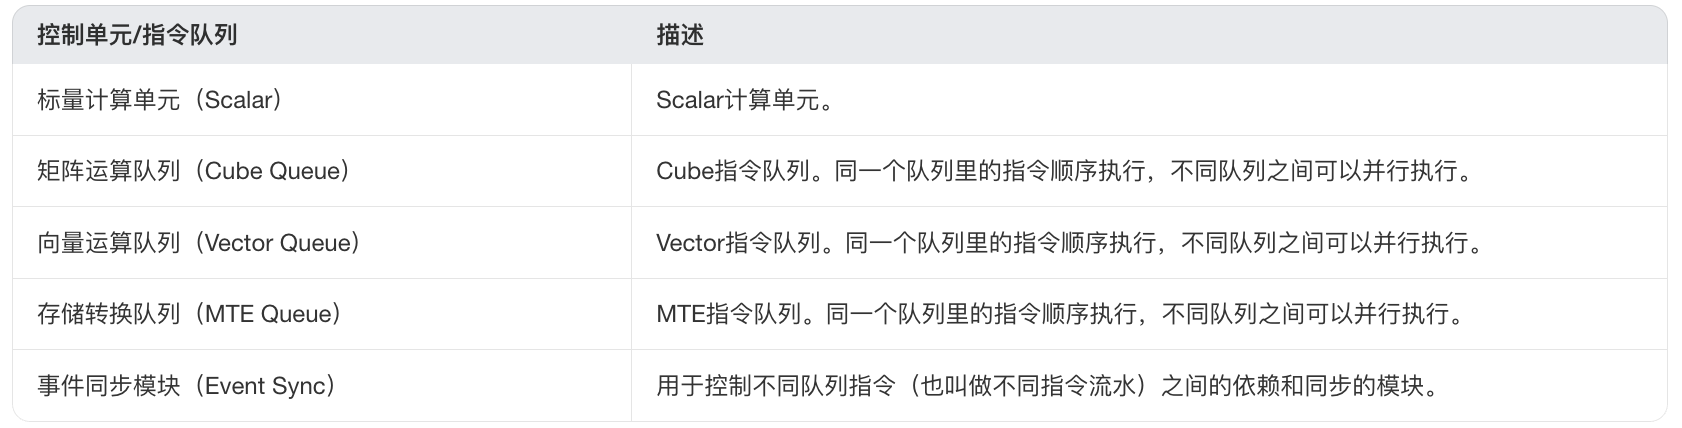 控制单元/指令队列 描述
标量计算单元（Scalar） Scalar计算单元。
矩阵运算队列（Cube Queue） Cube指令队列。同一个队列里的指令顺序执行，不同队列之间可以并行执行。
向量运算队列（Vector Queue） Vector指令队列。同一个队列里的指令顺序执行，不同队列之间可以并行执行。
存储转换队列（MTE Queue） MTE指令队列。同一个队列里的指令顺序执行，不同队列之间可以并行执行。
事件同步模块（Event Sync） 用于控制不同队列指令（也叫做不同指令流水）之间的依赖和同步的模块。